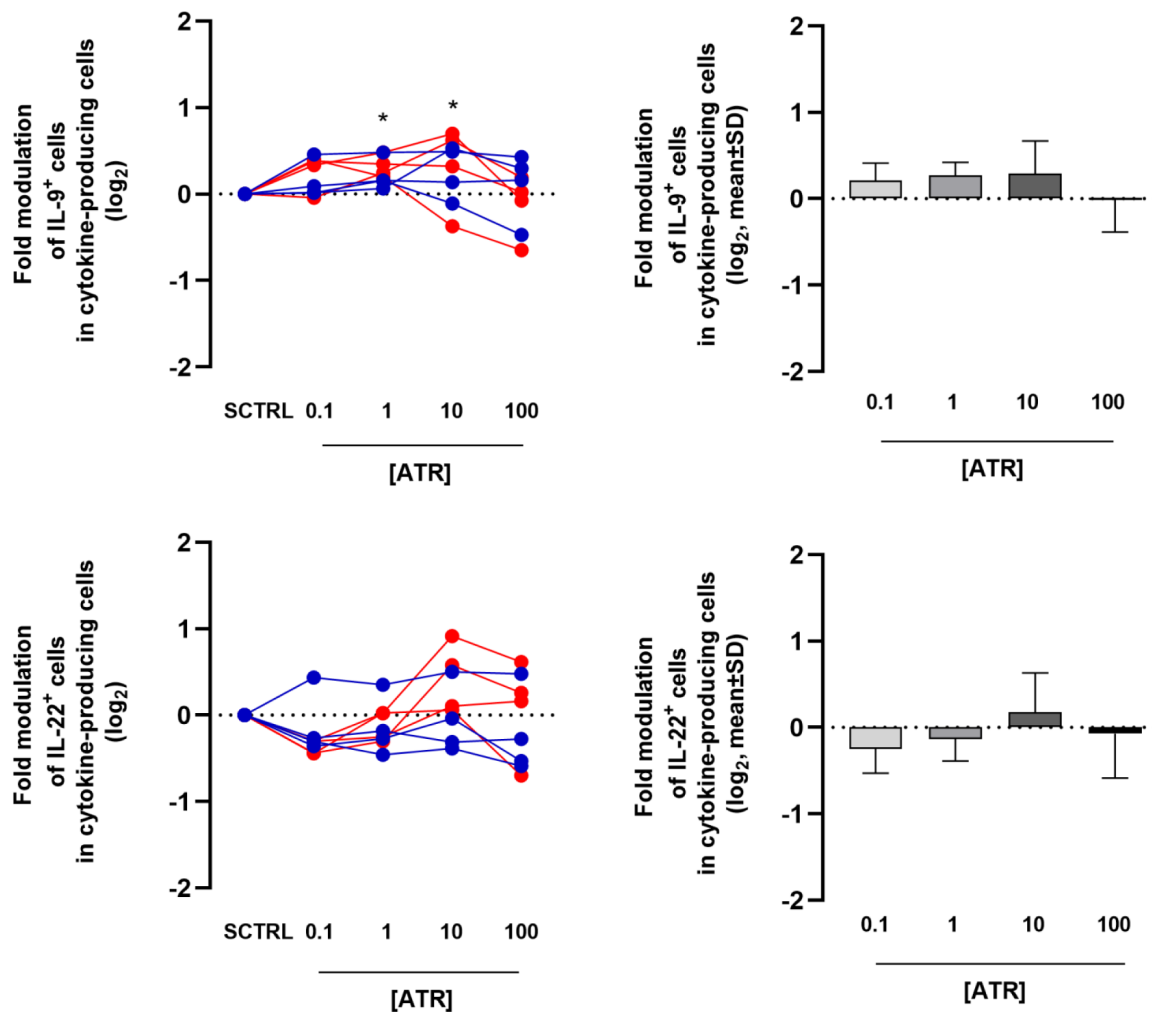 Fold modulation
of IL-9⁺ cells
in cytokine-producing cells
(log₂)
2
1
0
-1
-2
* *
SCTRL 0.1 1 10 100
[ATR]
Fold modulation
of IL-9⁺ cells
in cytokine-producing cells
(log₂, mean±SD)
2
1
0
-1
-2
0.1 1 10 100
[ATR]
Fold modulation
of IL-22⁺ cells
in cytokine-producing cells
(log₂)
2
1
0
-1
-2
SCTRL 0.1 1 10 100
[ATR]
Fold modulation
of IL-22⁺ cells
in cytokine-producing cells
(log₂, mean±SD)
2
1
0
-1
-2
0.1 1 10 100
[ATR]